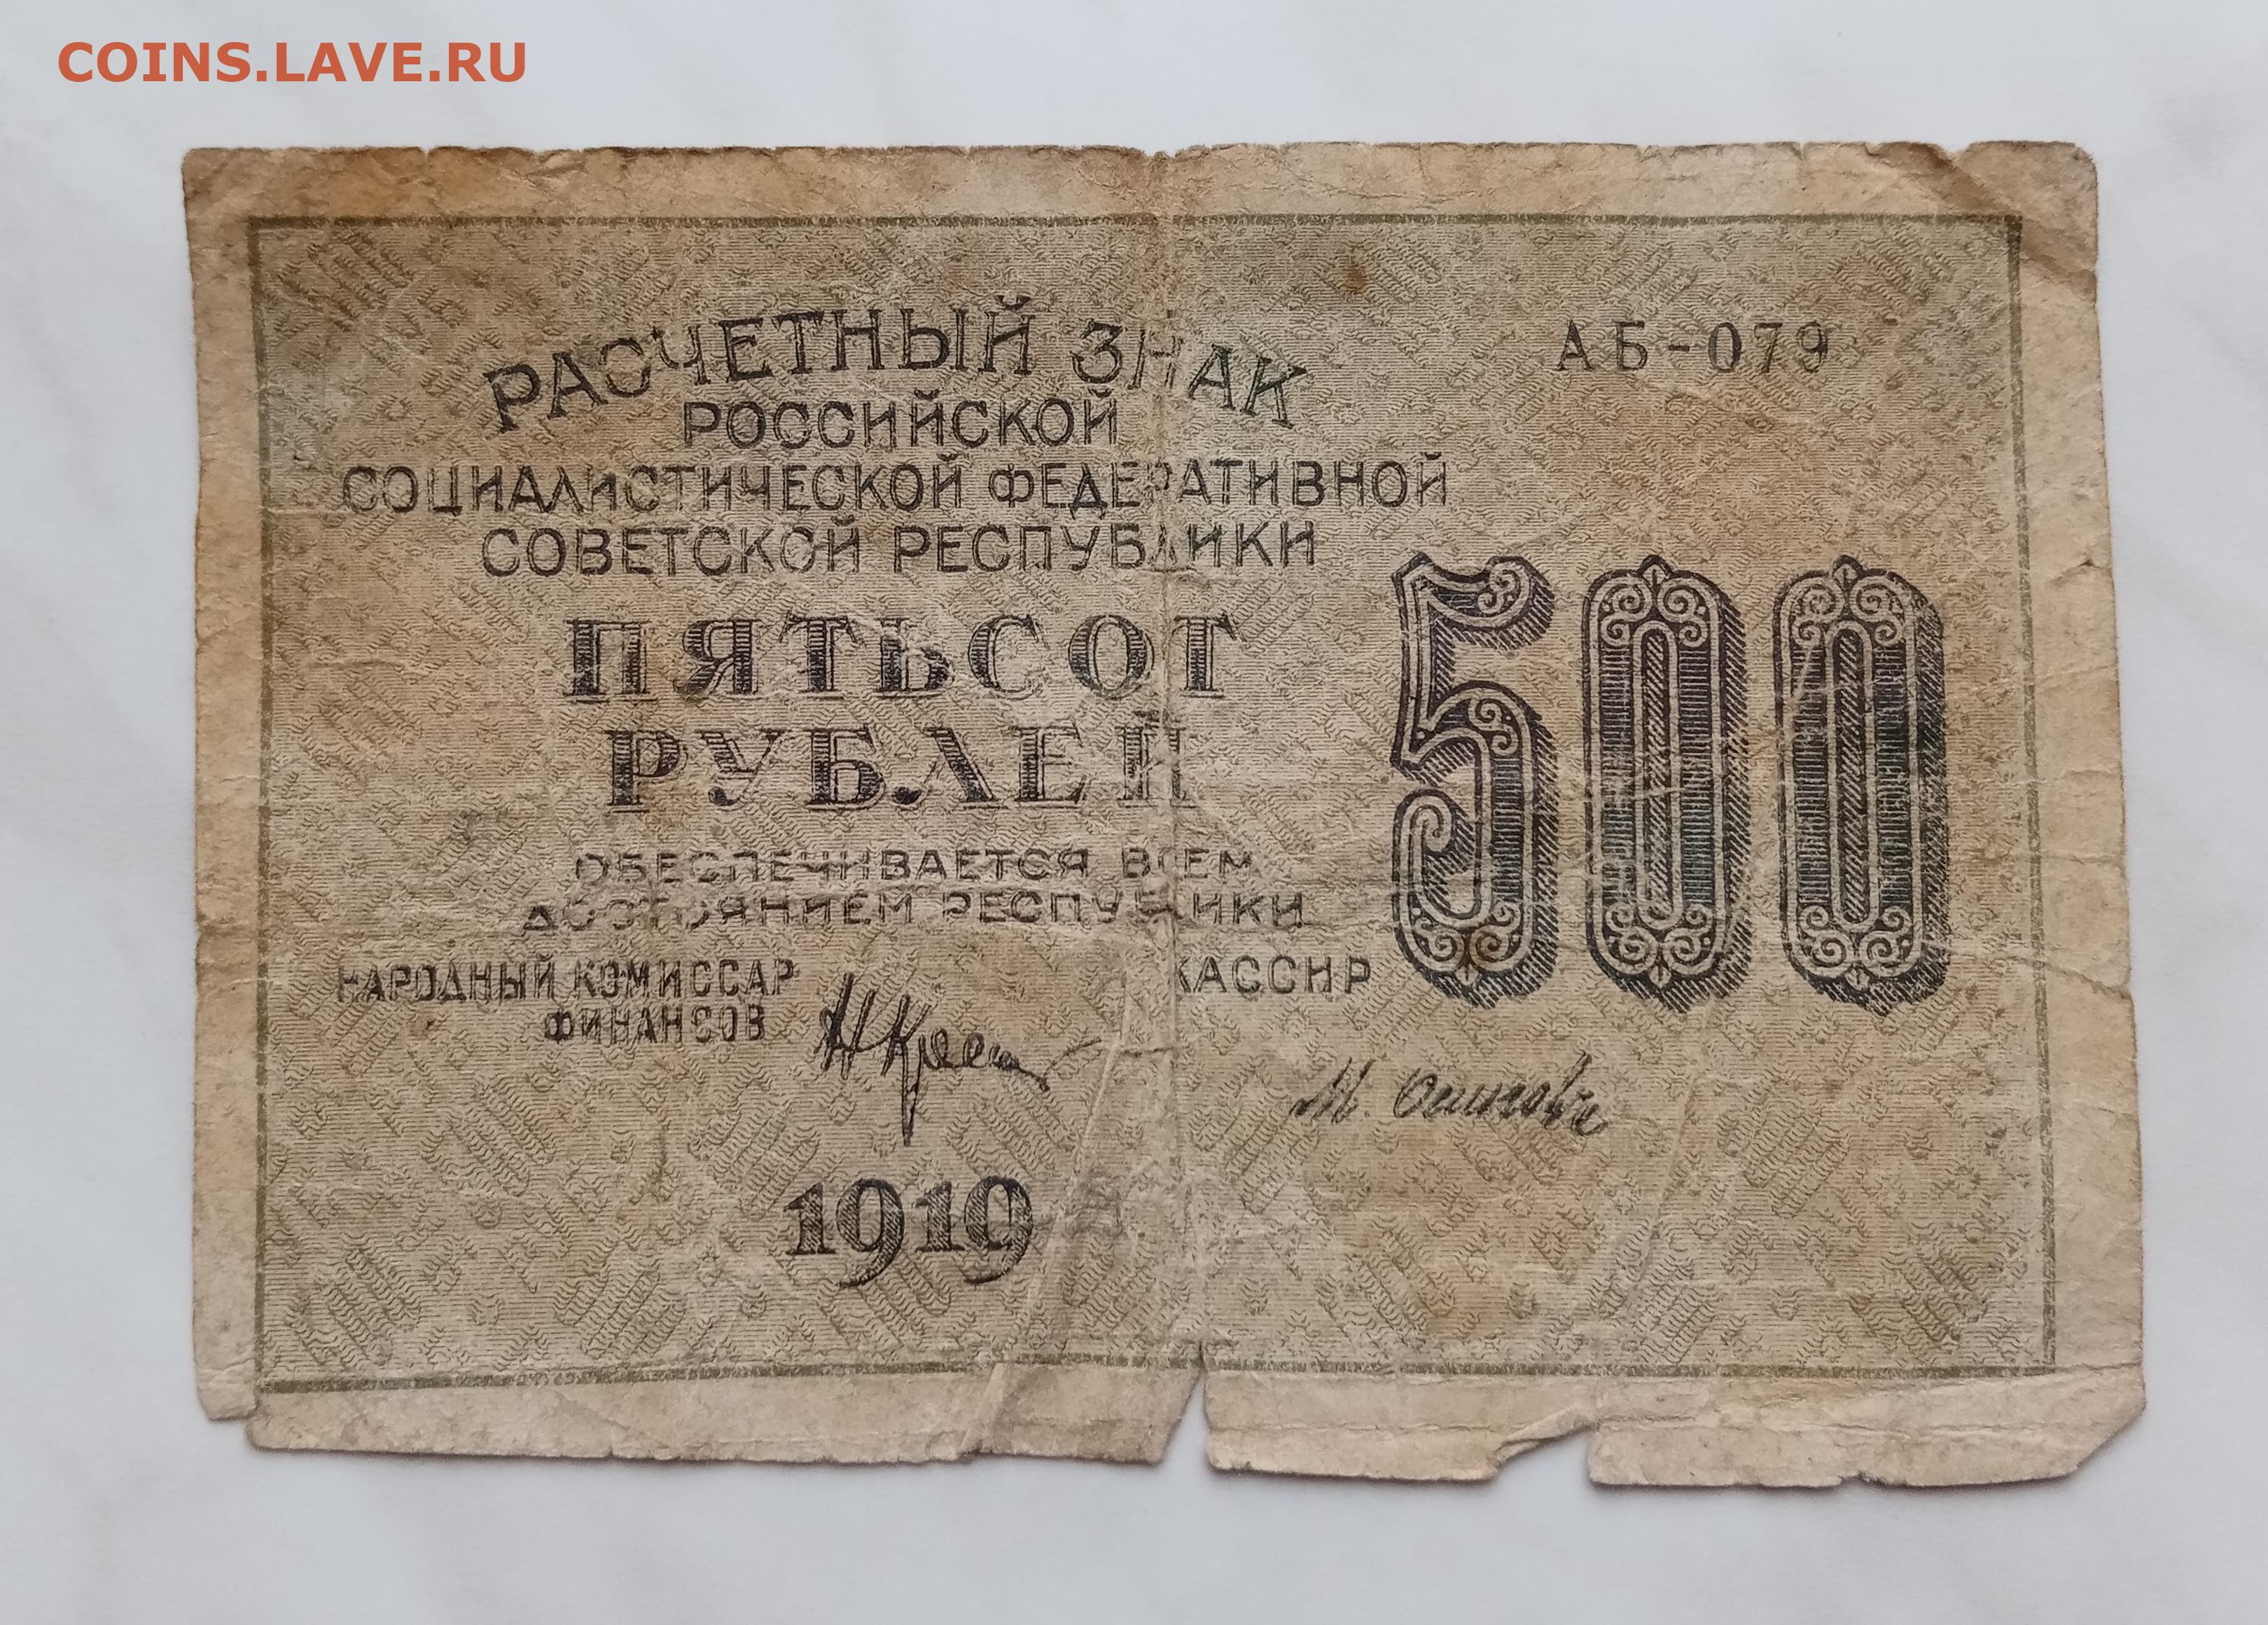 COINS.LAVE.RU
РАСЧЕТНЫЙ ЗНАК
АБ-079
РОССИЙСКОЙ
СОЦИАЛИСТИЧЕСКОЙ ФЕДЕРАТИВНОЙ
СОВЕТСКОЙ РЕСПУБЛИКИ
ПЯТЬСОТ
РУБЛЕЙ
500
ОБЕСПЕЧИВАЕТСЯ ВСЕМ
ДОСТОЯНИЕМ РЕСПУБЛИКИ
НАРОДНЫЙ КОМИССАР
ФИНАНСОВ
КАССИР
М. Осипов
1919